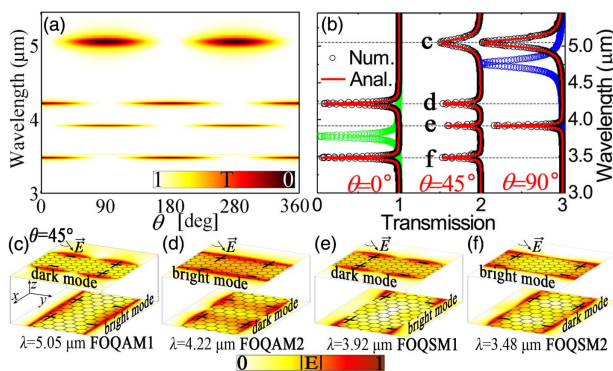 (a)
Wavelength (μm)
5
4
3
1 T 0
0 90 180 270 360
θ [deg]
(b)
c
Num.
Anal.
d
e
f
θ=0° θ=45° θ=90°
0 1 2 3
Transmission
5.0
4.5
4.0
3.5
3.0
Wavelength (μm)
(c) θ=45°
E
dark mode
x z y
bright mode
λ=5.05 μm FOQAM1
(d)
E
bright mode
dark mode
λ=4.22 μm FOQAM2
(e)
E
dark mode
bright mode
λ=3.92 μm FOQSM1
(f)
E
bright mode
dark mode
λ=3.48 μm FOQSM2
0 |E| 1